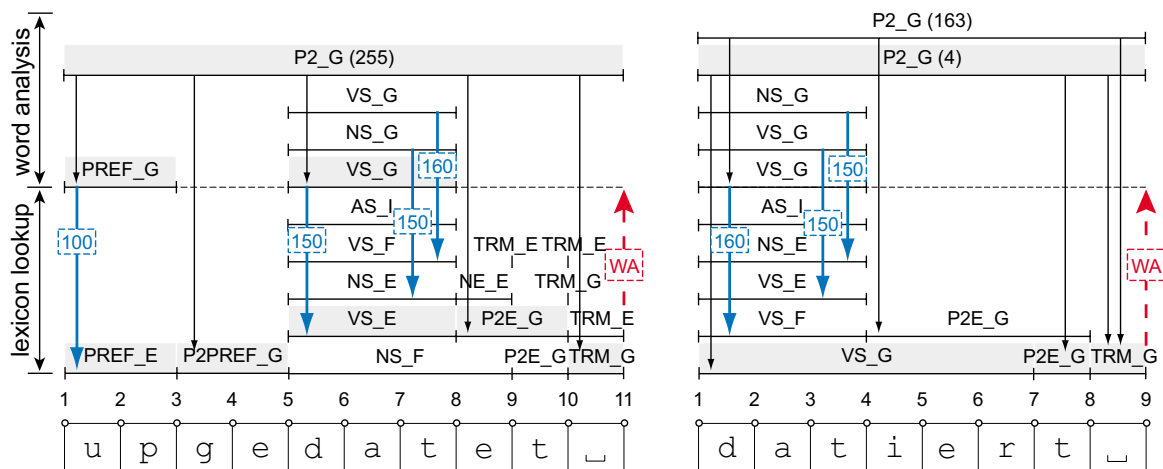 word analysis
lexicon lookup
P2_G (255)
VS_G
NS_G
PREF_G VS_G 160
AS_I
100 150 150
VS_F TRM_E TRM_E
WA
NS_E NE_E TRM_G
VS_E P2E_G TRM_E
PREF_E P2PREF_G NS_F P2E_G TRM_G
1 2 3 4 5 6 7 8 9 10 11
u p g e d a t e t ␣
P2_G (163)
P2_G (4)
NS_G
VS_G
VS_G 150
AS_I
160 150
NS_E
WA
VS_E
VS_F P2E_G
VS_G P2E_G TRM_G
1 2 3 4 5 6 7 8 9
d a t i e r t ␣